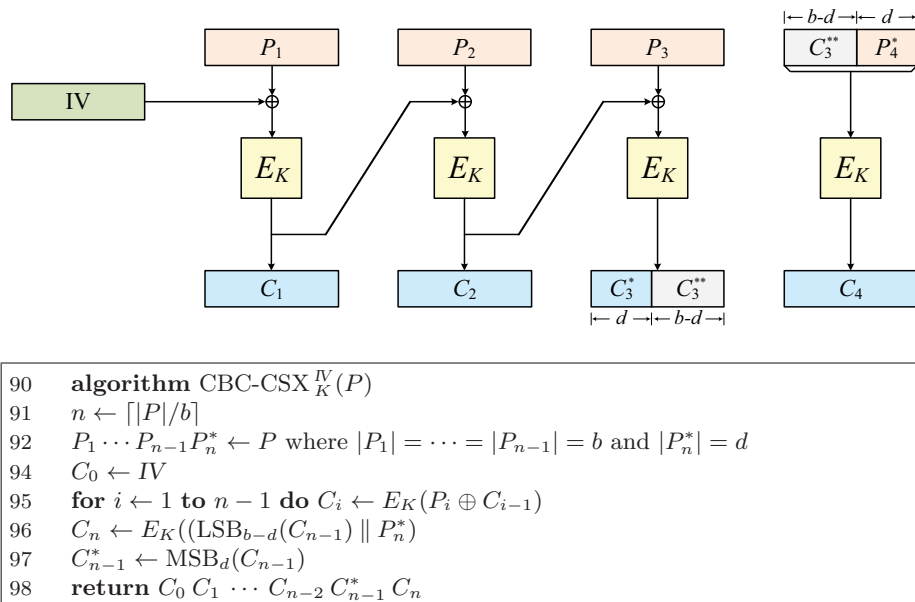 b-d d
P₁ P₂ P₃ C₃** P₄*
IV
E_K E_K E_K E_K
C₁ C₂ C₃* C₃** C₄
d b-d
90 algorithm CBC-CSX_K^IV(P)
91 n ← ⌈|P|/b⌉
92 P₁ ⋯ P_{n−1}P_n* ← P where |P₁| = ⋯ = |P_{n−1}| = b and |P_n*| = d
94 C₀ ← IV
95 for i ← 1 to n − 1 do C_i ← E_K(P_i ⊕ C_{i−1})
96 C_n ← E_K((LSB_{b−d}(C_{n−1}) ∥ P_n*)
97 C*_{n−1} ← MSB_d(C_{n−1})
98 return C₀ C₁ ⋯ C_{n−2} C*_{n−1} C_n